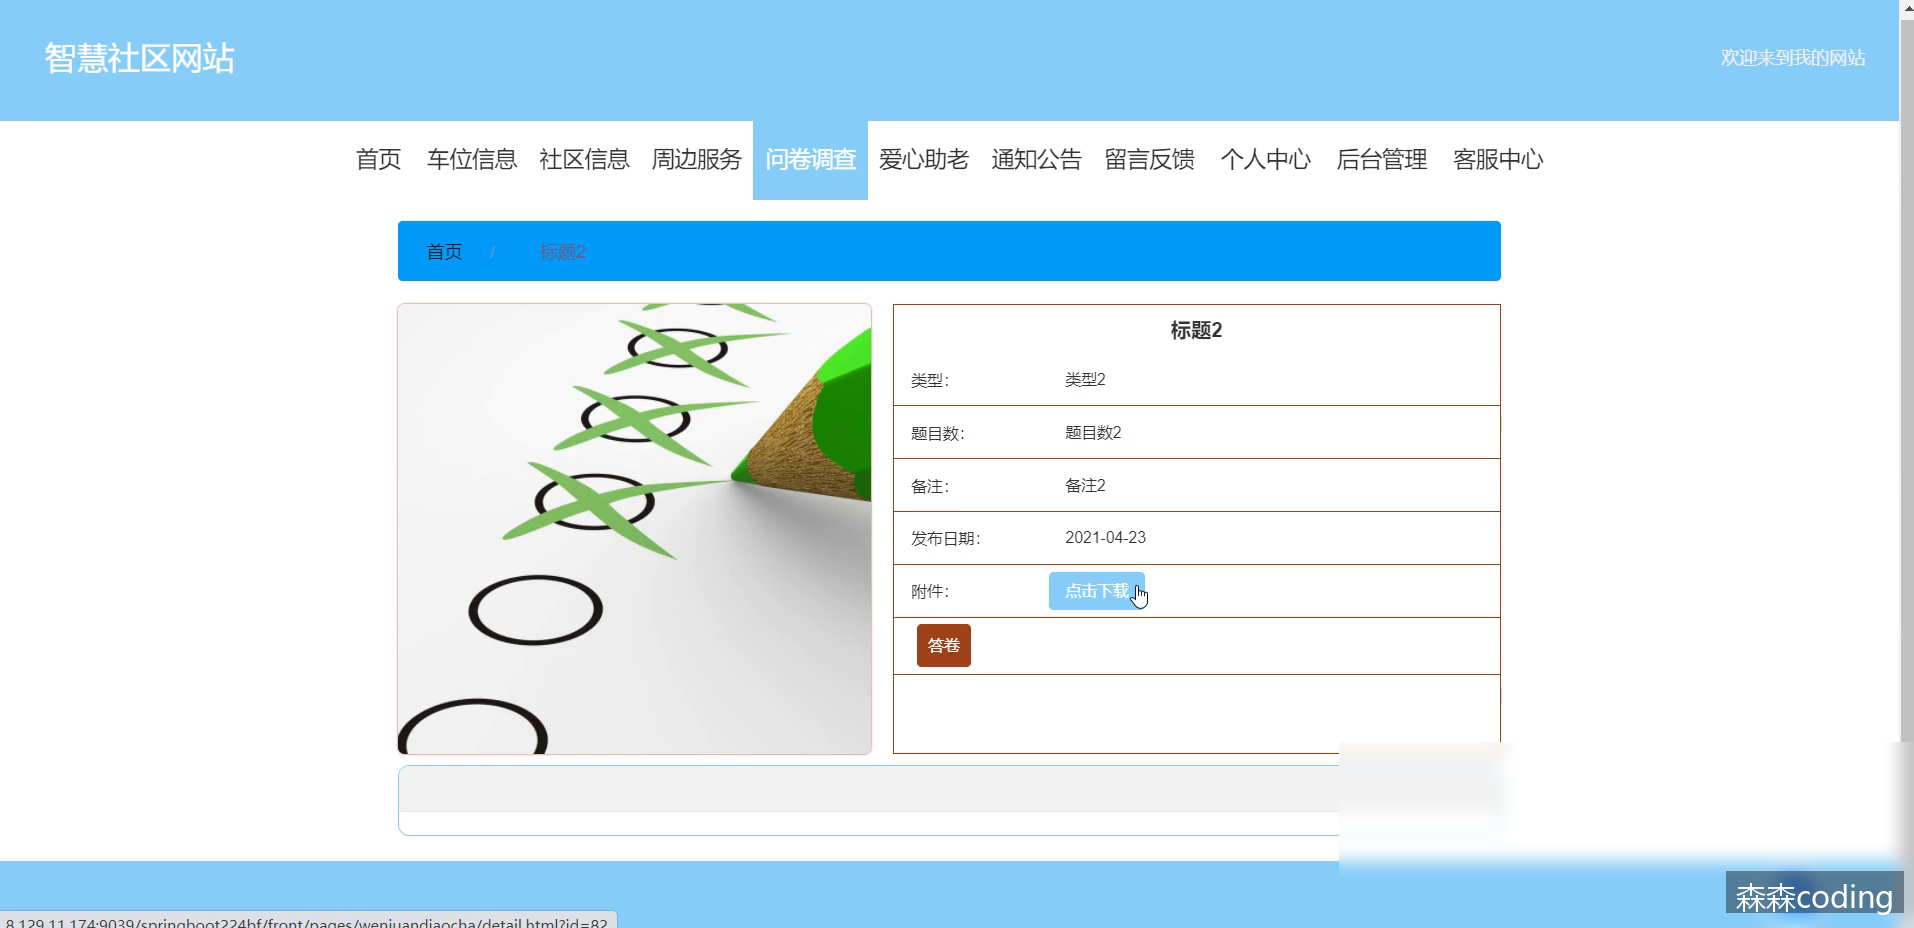 智慧社区网站
欢迎来到我的网站
首页 车位信息 社区信息 周边服务 问卷调查 爱心助老 通知公告 留言反馈 个人中心 后台管理 客服中心
首页 / 标题2
标题2
类型： 类型2
题目数： 题目数2
备注： 备注2
发布日期： 2021-04-23
附件： 点击下载
答卷
森森coding
8.129.11.174:9039/springboot224bf/front/pages/wenjuandiaocha/detail.html?id=82